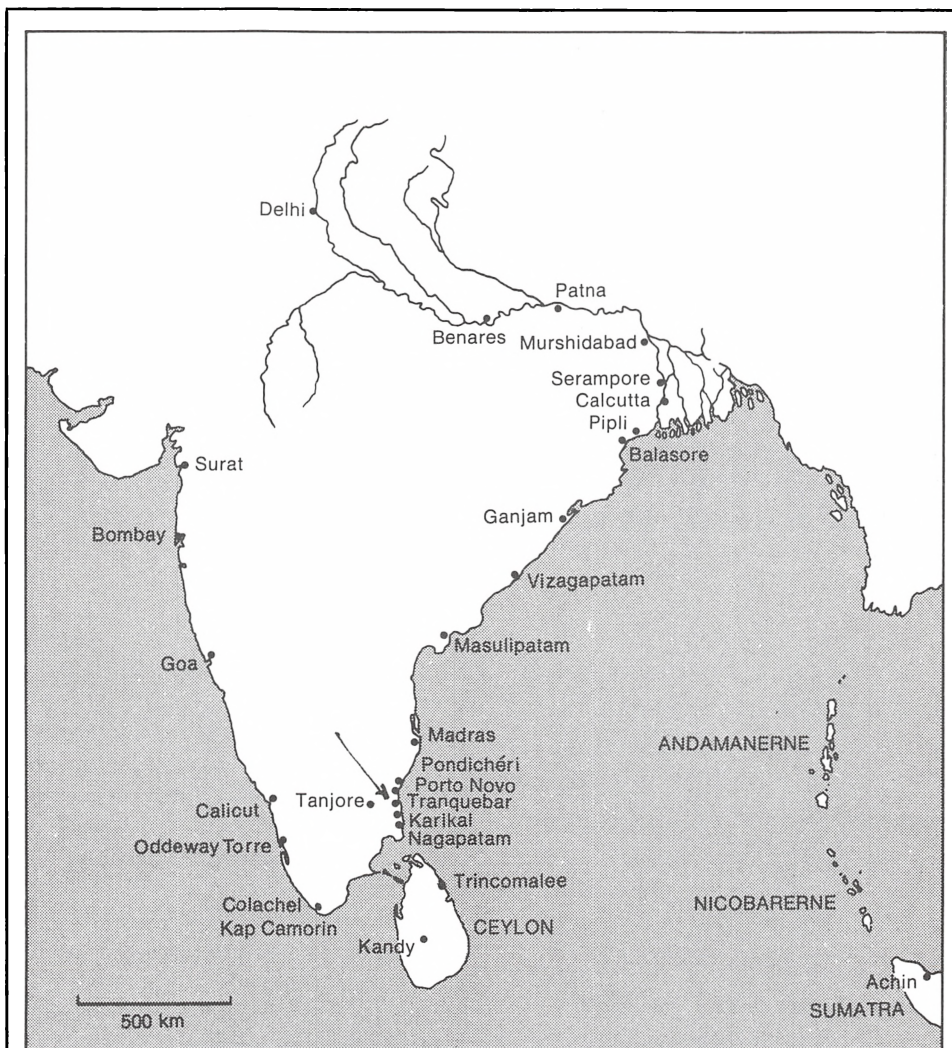 Delhi
Patna
Benares
Murshidabad
Serampore
Calcutta
Pipli
Balasore
Surat
Ganjam
Bombay
Vizagapatam
Masulipatam
Goa
Madras
ANDAMANERNE
Pondichéri
Porto Novo
Tanjore
Tranquebar
Calicut
Karikal
Nagapatam
Oddeway Torre
Trincomalee
Colachel
NICOBARERNE
Kap Camorin
CEYLON
Kandy
Achin
SUMATRA
500 km